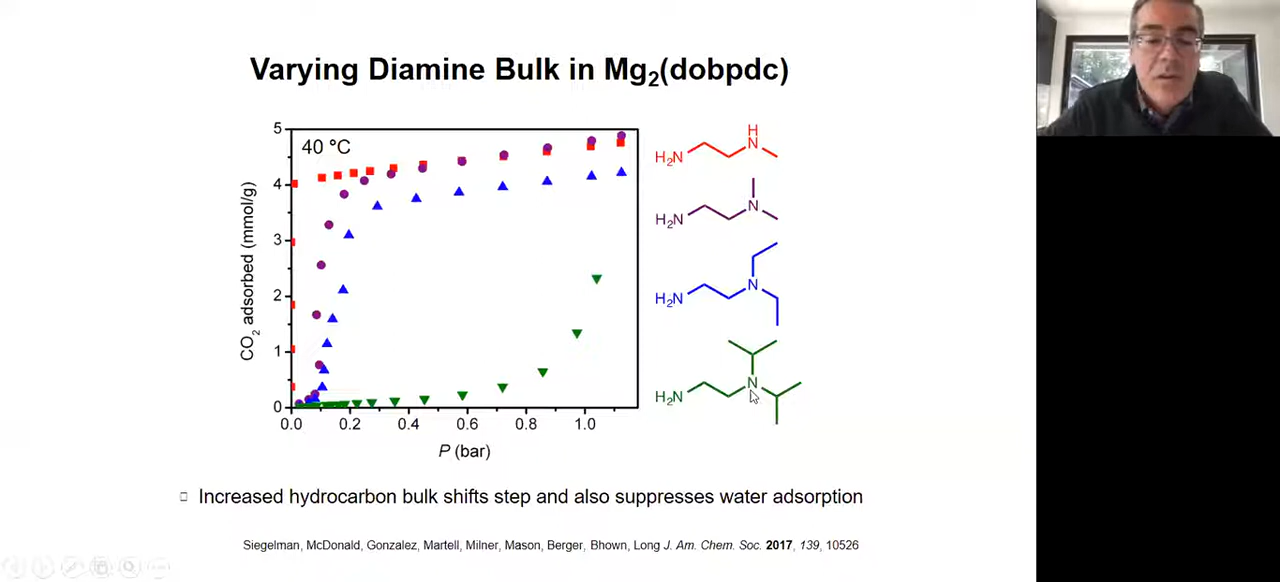 Varying Diamine Bulk in Mg2(dobpdc)
40 °C
CO2 adsorbed (mmol/g)
5
4
3
2
1
0
0.0 0.2 0.4 0.6 0.8 1.0
P (bar)
H
H2N N
H2N N
H2N N
H2N N
Increased hydrocarbon bulk shifts step and also suppresses water adsorption
Siegelman, McDonald, Gonzalez, Martell, Milner, Mason, Berger, Bhown, Long J. Am. Chem. Soc. 2017, 139, 10526